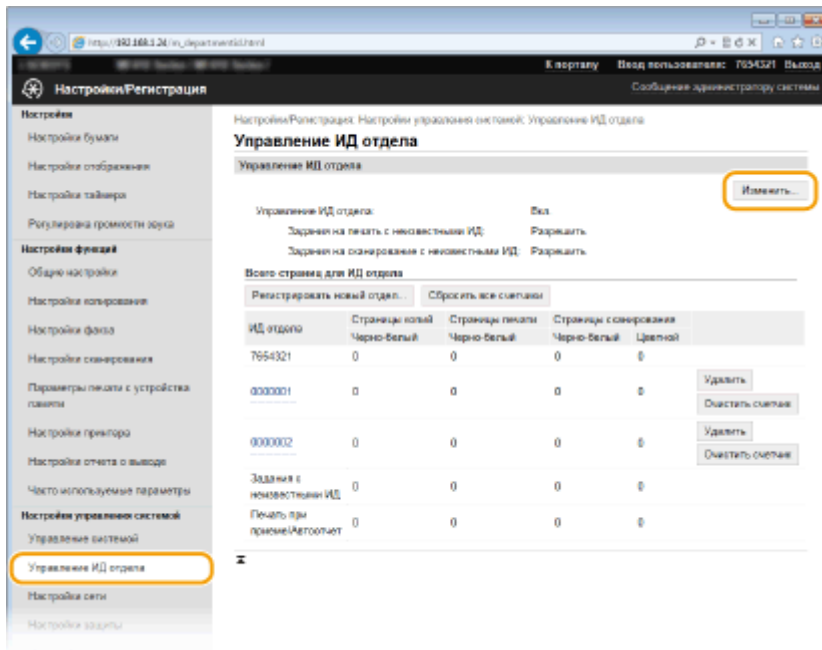 http://192.168.1.24/m_departmentid.html
К порталу Вход пользователя: 7654321 Выход
Настройки/Регистрация
Сообщение администратору системы
Настройки
Настройки бумаги
Настройки отображения
Настройки таймера
Регулировка громкости звука
Настройки функций
Общие настройки
Настройки копирования
Настройки факса
Настройки сканирования
Параметры печати с устройства
памяти
Настройки принтера
Настройки отчета о выводе
Часто используемые параметры
Настройки управления системой
Управление системой
Управление ИД отдела
Настройки сети
Настройки защиты
Настройки/Регистрация: Настройки управления системой: Управление ИД отдела
Управление ИД отдела
Управление ИД отдела
Изменить...
Управление ИД отдела: Вкл.
Задания на печать с неизвестными ИД: Разрешить
Задания на сканирование с неизвестными ИД: Разрешить
Всего страниц для ИД отдела
Регистрировать новый отдел... Сбросить все счетчики
ИД отдела Страницы копий Страницы печати Страницы сканирования
Черно-белый Черно-белый Черно-белый Цветной
7654321 0 0 0 0
0000001 0 0 0 0 Удалить
Очистить счетчик
0000002 0 0 0 0 Удалить
Очистить счетчик
Задания с
неизвестными ИД 0 0 0 0
Печать при
приеме/Автоотчет 0 0 0 0